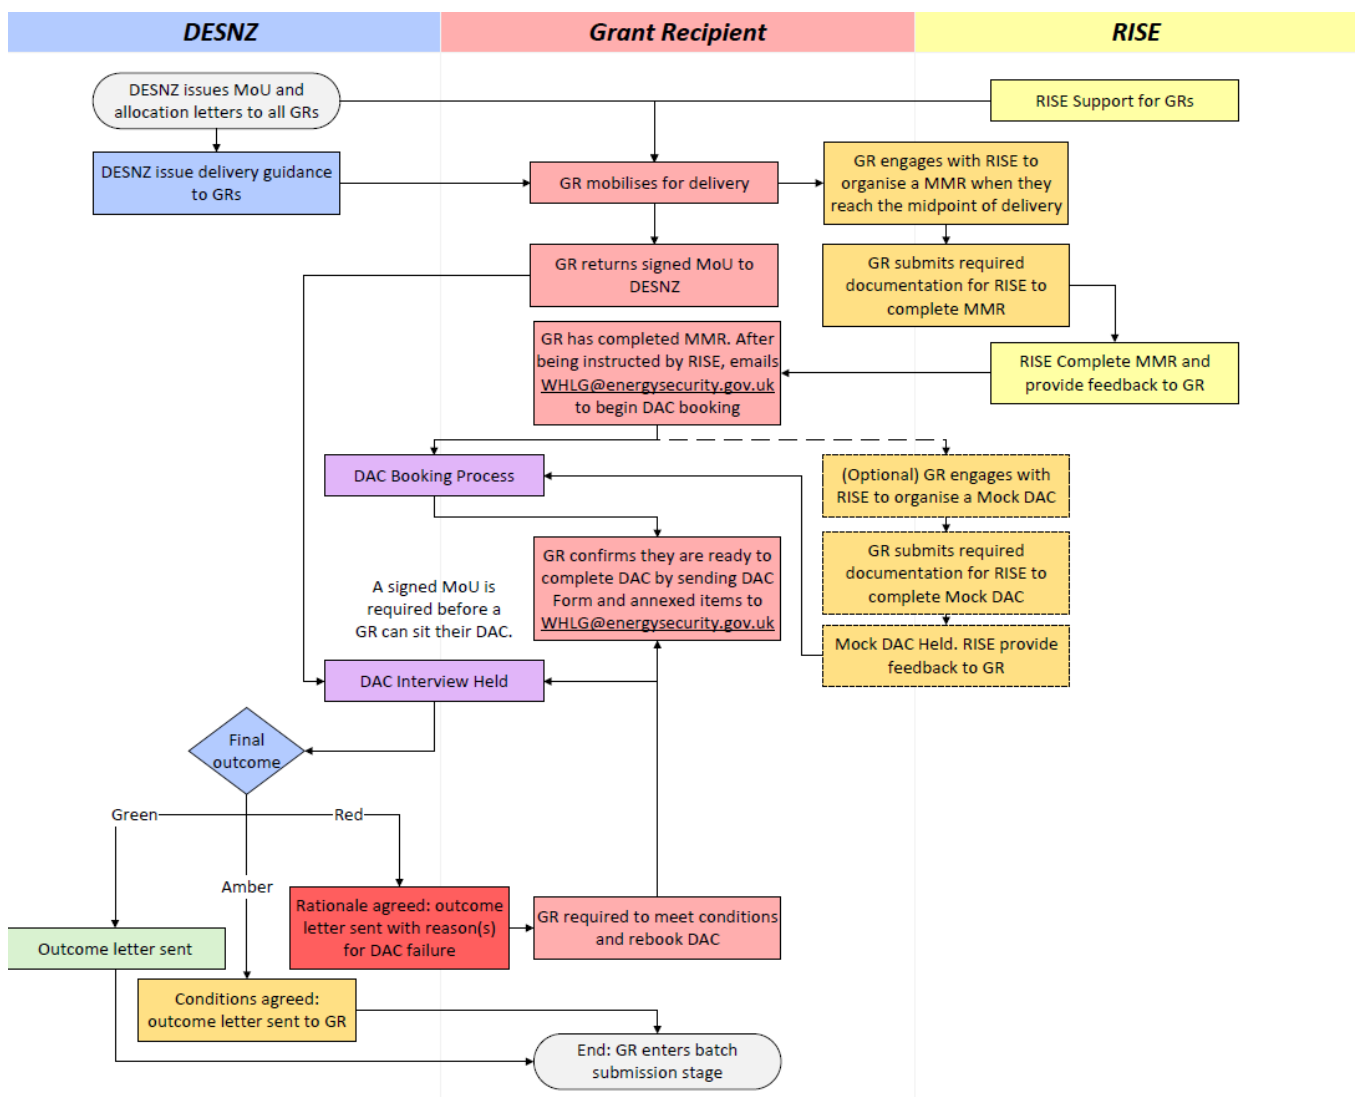 DESNZ
Grant Recipient
RISE
DESNZ issues MoU and
allocation letters to all GRs
RISE Support for GRs
DESNZ issue delivery guidance
to GRs
GR mobilises for delivery
GR engages with RISE to
organise a MMR when they
reach the midpoint of delivery
GR returns signed MoU to
DESNZ
GR submits required
documentation for RISE to
complete MMR
GR has completed MMR. After
being instructed by RISE, emails
WHLG@energysecurity.gov.uk
to begin DAC booking
RISE Complete MMR and
provide feedback to GR
DAC Booking Process
(Optional) GR engages with
RISE to organise a Mock DAC
GR confirms they are ready to
complete DAC by sending DAC
Form and annexed items to
WHLG@energysecurity.gov.uk
GR submits required
documentation for RISE to
complete Mock DAC
A signed MoU is
required before a
GR can sit their DAC.
Mock DAC Held. RISE provide
feedback to GR
DAC Interview Held
Final
outcome
Green
Red
Amber
Rationale agreed: outcome
letter sent with reason(s)
for DAC failure
GR required to meet conditions
and rebook DAC
Outcome letter sent
Conditions agreed:
outcome letter sent to GR
End: GR enters batch
submission stage